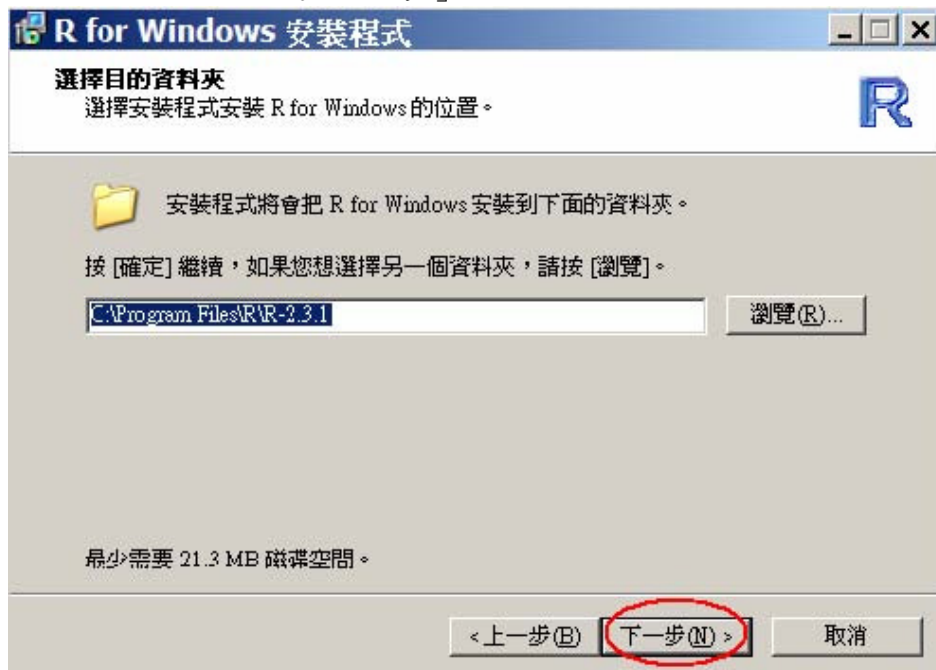 R for Windows 安裝程式
選擇目的資料夾
選擇安裝程式安裝 R for Windows 的位置。
R
安裝程式將會把 R for Windows 安裝到下面的資料夾。
按 [確定] 繼續，如果您想選擇另一個資料夾，請按 [瀏覽]。
C:\Program Files\R\R-2.3.1
瀏覽(R)...
最少需要 21.3 MB 磁碟空間。
<上一步(B)
下一步(N)>
取消